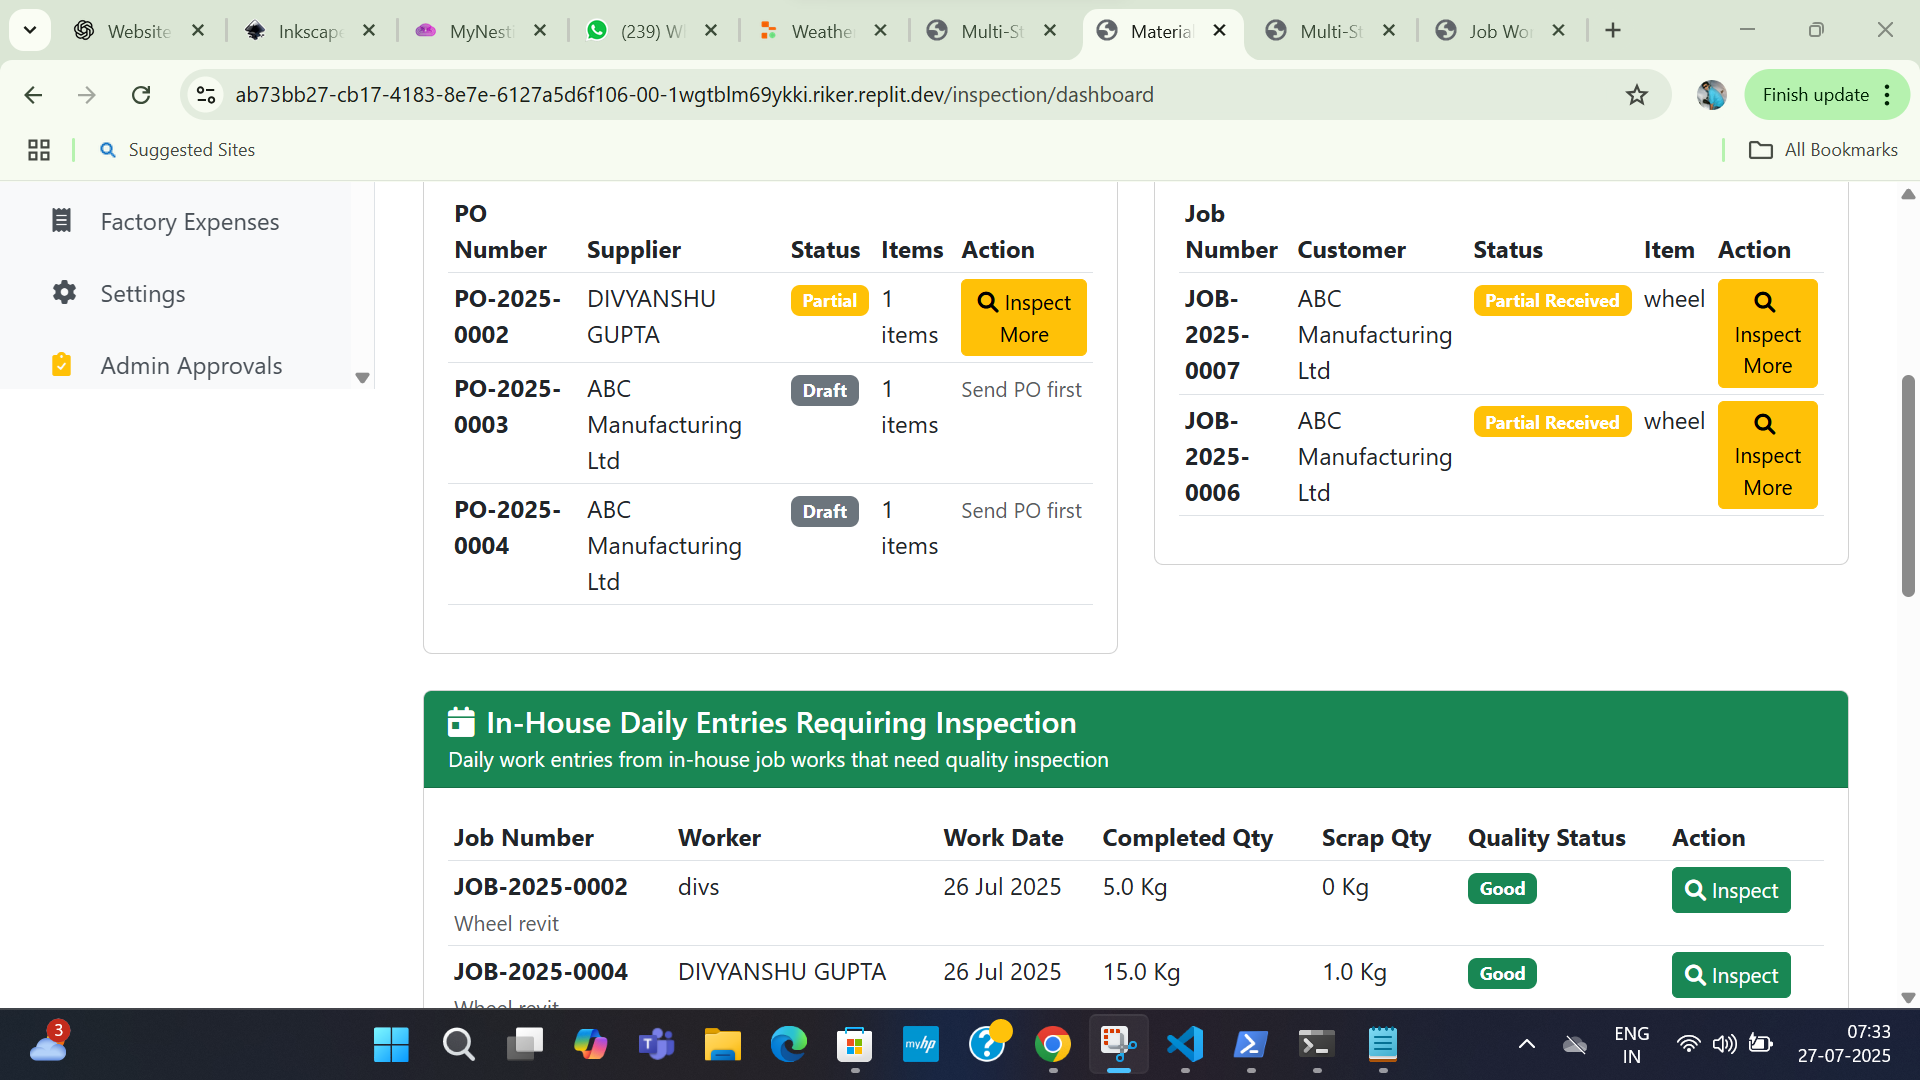 Website
Inkscape
MyNesti
(239) W
Weather
Multi-St
Material
Multi-St
Job Wor
ab73bb27-cb17-4183-8e7e-6127a5d6f106-00-1wgtblm69ykki.riker.replit.dev/inspection/dashboard
Finish update
Suggested Sites
All Bookmarks
Factory Expenses
Settings
Admin Approvals
PO
Number Supplier Status Items Action
PO-2025-
0002
DIVYANSHU
GUPTA
Partial
1
items
Inspect
More
PO-2025-
0003
ABC
Manufacturing
Ltd
Draft
1
items
Send PO first
PO-2025-
0004
ABC
Manufacturing
Ltd
Draft
1
items
Send PO first
Job
Number Customer Status Item Action
JOB-
2025-
0007
ABC
Manufacturing
Ltd
Partial Received
wheel
Inspect
More
JOB-
2025-
0006
ABC
Manufacturing
Ltd
Partial Received
wheel
Inspect
More
In-House Daily Entries Requiring Inspection
Daily work entries from in-house job works that need quality inspection
Job Number Worker Work Date Completed Qty Scrap Qty Quality Status Action
JOB-2025-0002 divs 26 Jul 2025 5.0 Kg 0 Kg Good Inspect
Wheel revit
JOB-2025-0004 DIVYANSHU GUPTA 26 Jul 2025 15.0 Kg 1.0 Kg Good Inspect
Wheel revit
3
myhp
ENG
IN
07:33
27-07-2025